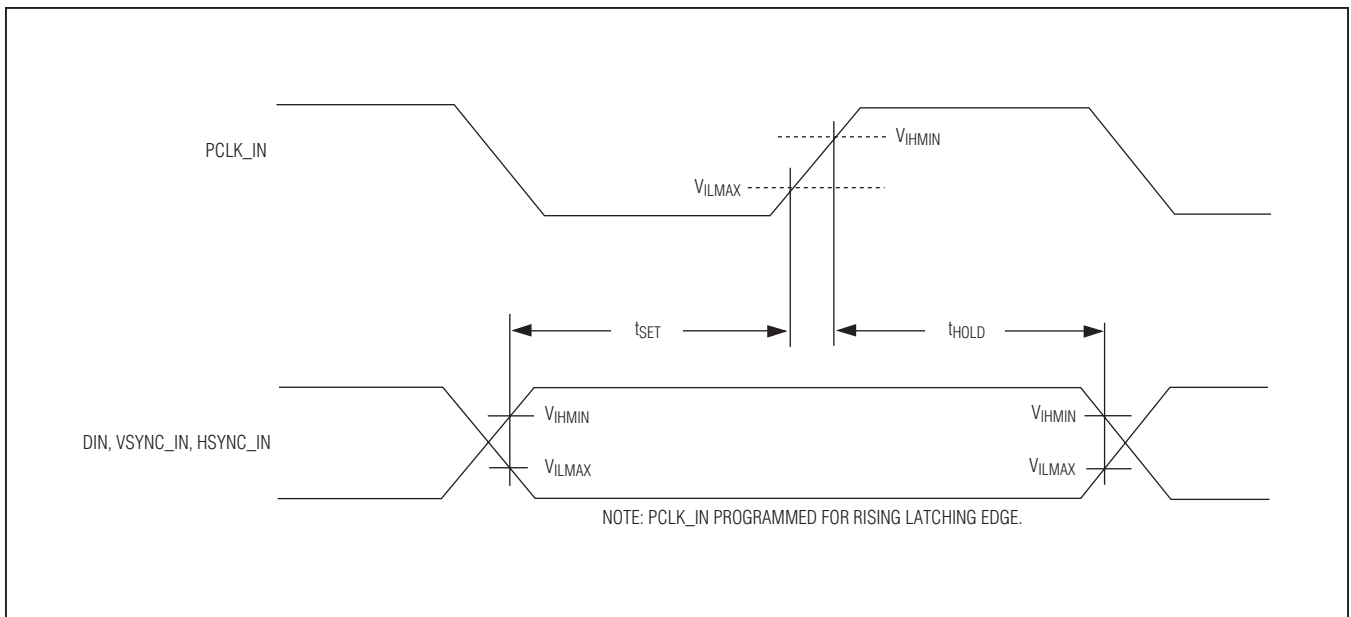 PCLK_IN
VIHMIN
VILMAX
tSET
tHOLD
DIN, VSYNC_IN, HSYNC_IN
VIHMIN
VIHMIN
VILMAX
VILMAX
NOTE: PCLK_IN PROGRAMMED FOR RISING LATCHING EDGE.